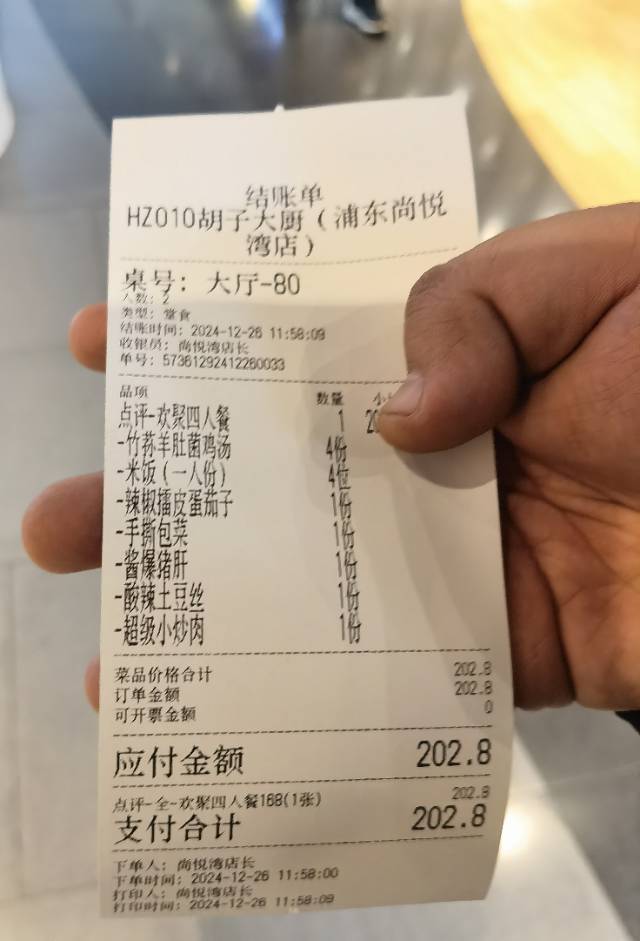 结账单
HZ010胡子大厨（浦东尚悦
湾店）
桌号：大厅-80
人数：2
类型：堂食
结账时间：2024-12-26 11:58:09
收银员：尚悦湾店长
单号：57361292412260033
品项 数量
点评-欢聚四人餐 1
-竹荪羊肚菌鸡汤 4份
-米饭（一人份） 4位
-辣椒擂皮蛋茄子 1份
-手撕包菜 1份
-酱爆猪肝 1份
-酸辣土豆丝 1份
-超级小炒肉 1份
菜品价格合计 202.8
订单金额 202.8
可开票金额 0
应付金额 202.8
点评-全-欢聚四人餐168(1张) 202.8
支付合计 202.8
下单人：尚悦湾店长
下单时间：2024-12-26 11:58:00
打印人：尚悦湾店长
打印时间：2024-12-26 11:58:09